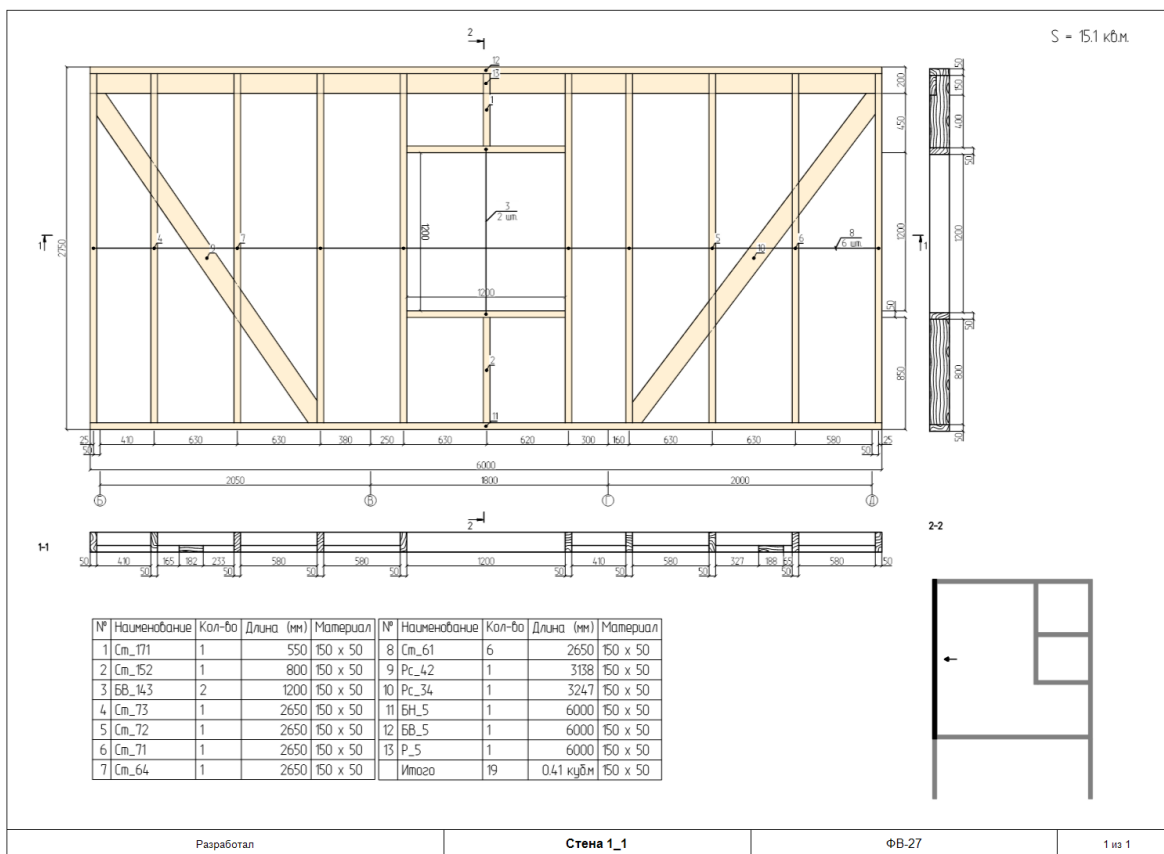 2
S = 15.1 кв.м.
12
13
1
50
200
150
450
400
50
3
2 шт.
1200
1
2750
4
9
7
5
10
6
8
6 шт.
1200
1
1200
1200
50
50
2
850
800
11
50
25 410 630 630 380 250 630 620 300 160 630 630 580 25
50 50
6000
2050 1800 2000
Б В Г Д
2
2-2
1-1
50 410 165 182 233 580 580 1200 410 580 327 188 65 580 50
50 50 50 50 50 50 50 50
№ Наименование Кол-во Длина (мм) Материал № Наименование Кол-во Длина (мм) Материал
1 Ст_171 1 550 150 x 50 8 Ст_61 6 2650 150 x 50
2 Ст_152 1 800 150 x 50 9 Рс_42 1 3138 150 x 50
3 БВ_143 2 1200 150 x 50 10 Рс_34 1 3247 150 x 50
4 Ст_73 1 2650 150 x 50 11 БН_5 1 6000 150 x 50
5 Ст_72 1 2650 150 x 50 12 БВ_5 1 6000 150 x 50
6 Ст_71 1 2650 150 x 50 13 Р_5 1 6000 150 x 50
7 Ст_64 1 2650 150 x 50 Итого 19 0.41 куб.м 150 x 50
Разработал Стена 1_1 ФВ-27 1 из 1